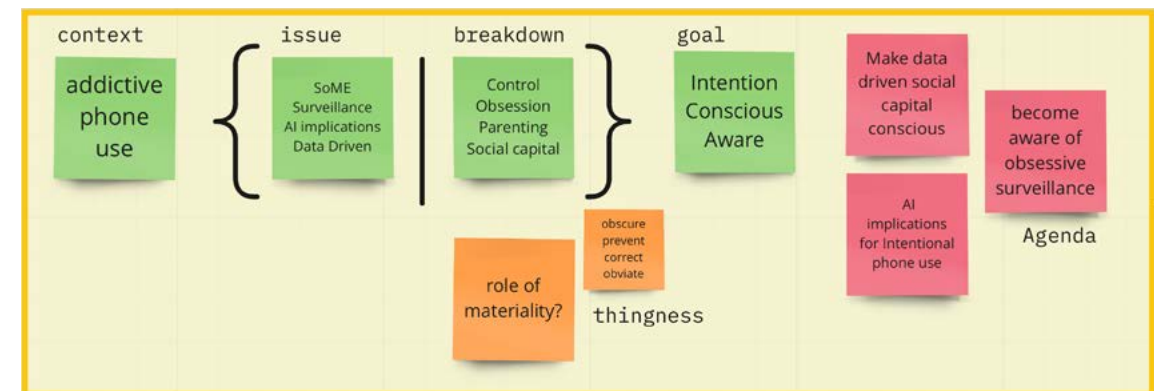 context
addictive
phone
use
issue
SoME
Surveillance
AI implications
Data Driven
breakdown
Control
Obsession
Parenting
Social capital
goal
Intention
Conscious
Aware
role of
materiality?
obscure
prevent
correct
obviate
thingness
Make data
driven social
capital
conscious
AI
implications
for Intentional
phone use
become
aware of
obsessive
surveillance
Agenda